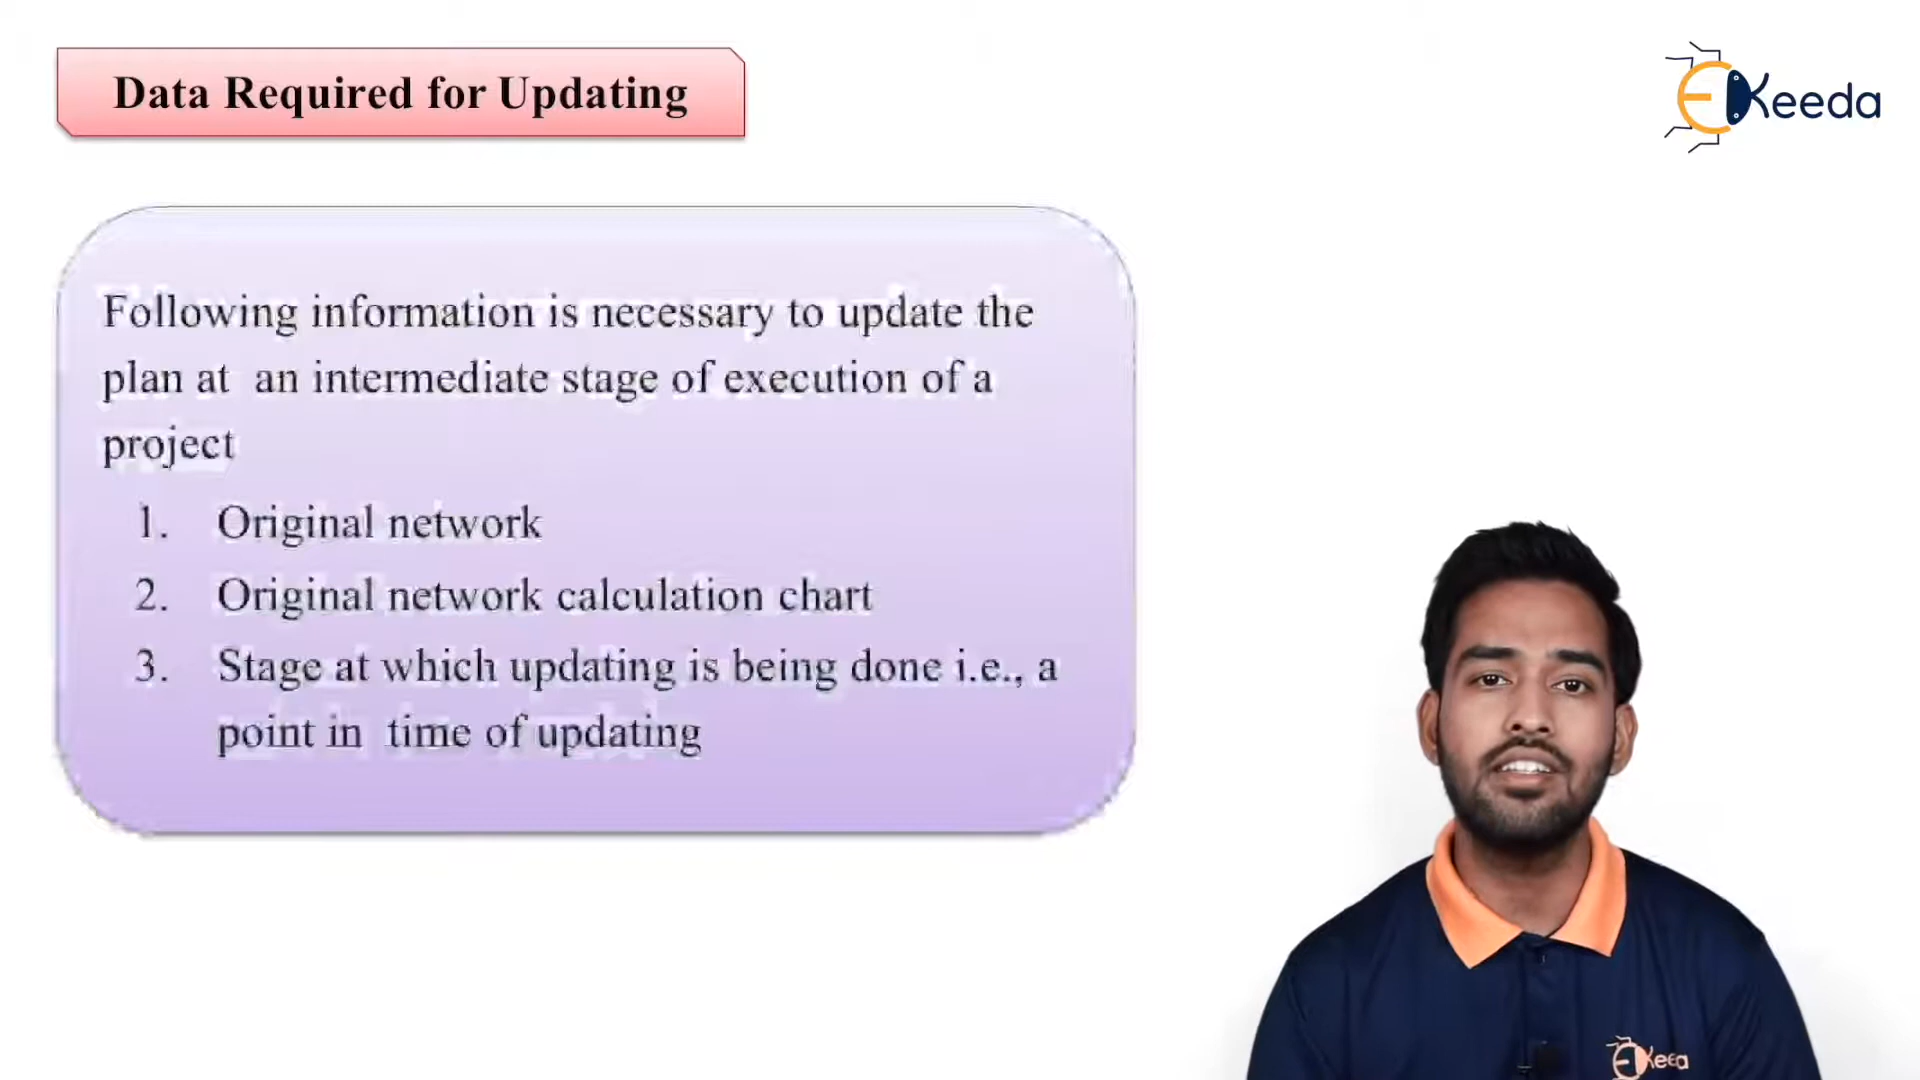 Data Required for Updating
EKeeda
Following information is necessary to update the
plan at an intermediate stage of execution of a
project
1. Original network
2. Original network calculation chart
3. Stage at which updating is being done i.e., a
point in time of updating
EKeeda